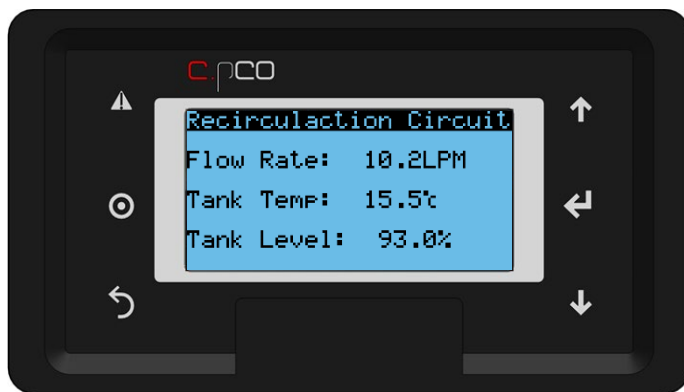 c.pCO
Recirculaction Circuit
Flow Rate: 10.2LPM
Tank Temp: 15.5℃
Tank Level: 93.0%